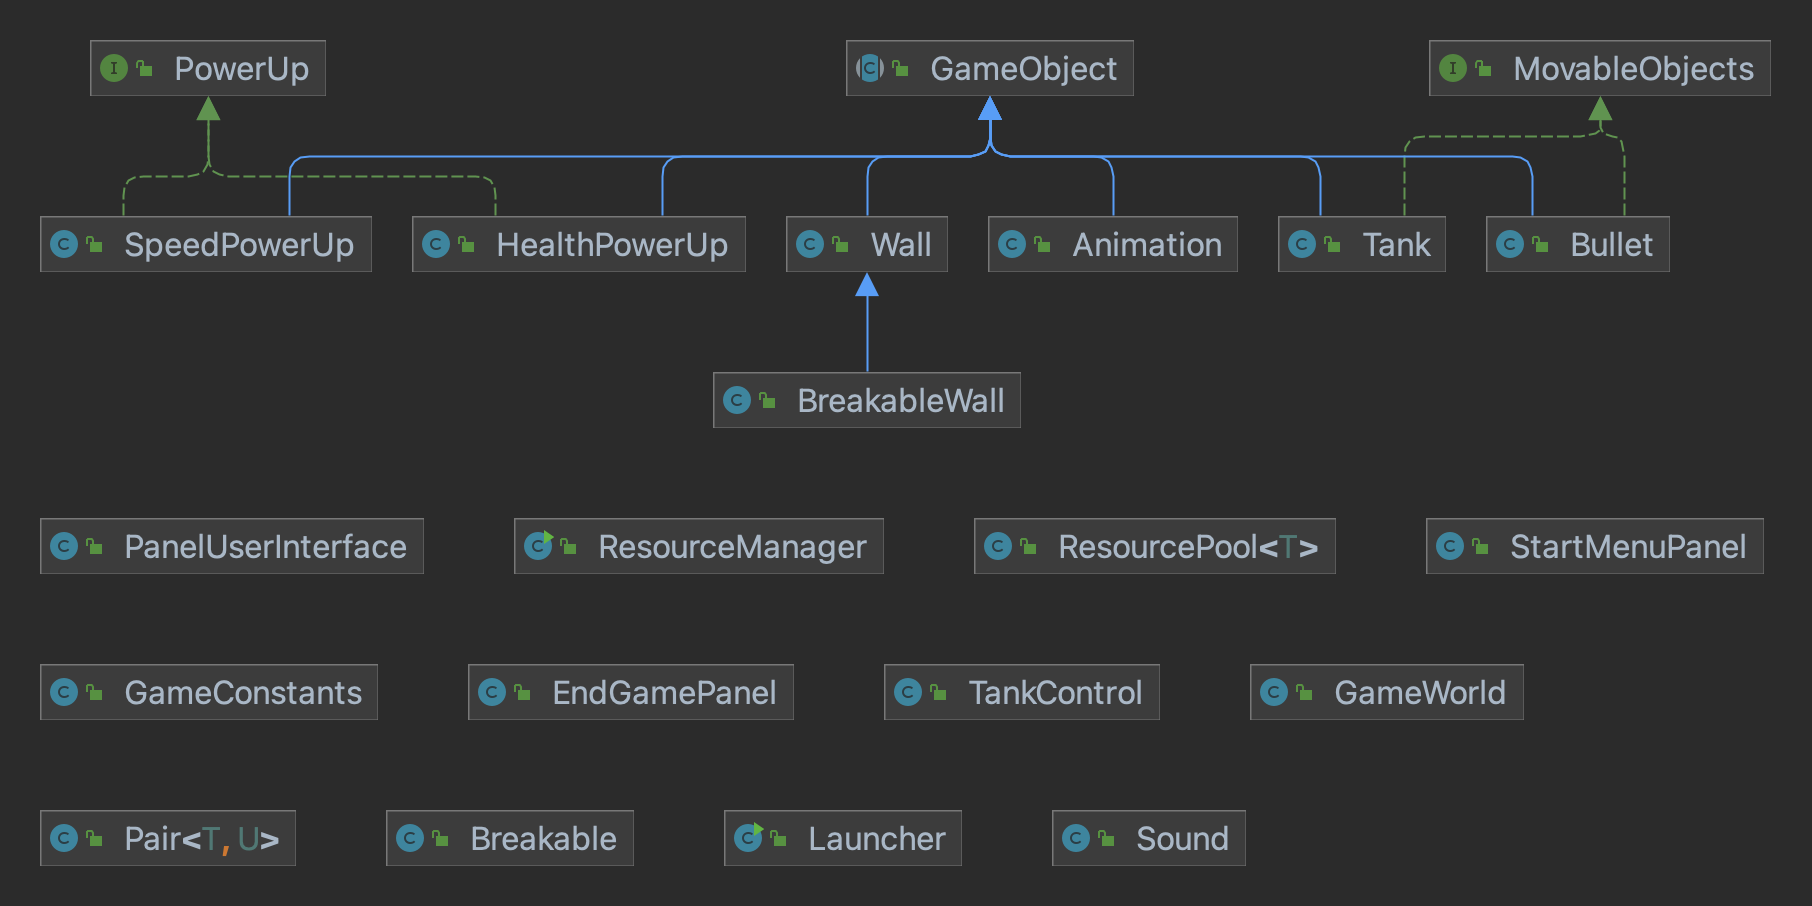 PowerUp
GameObject
MovableObjects
SpeedPowerUp
HealthPowerUp
Wall
Animation
Tank
Bullet
BreakableWall
PanelUserInterface
ResourceManager
ResourcePool<T>
StartMenuPanel
GameConstants
EndGamePanel
TankControl
GameWorld
Pair<T,U>
Breakable
Launcher
Sound